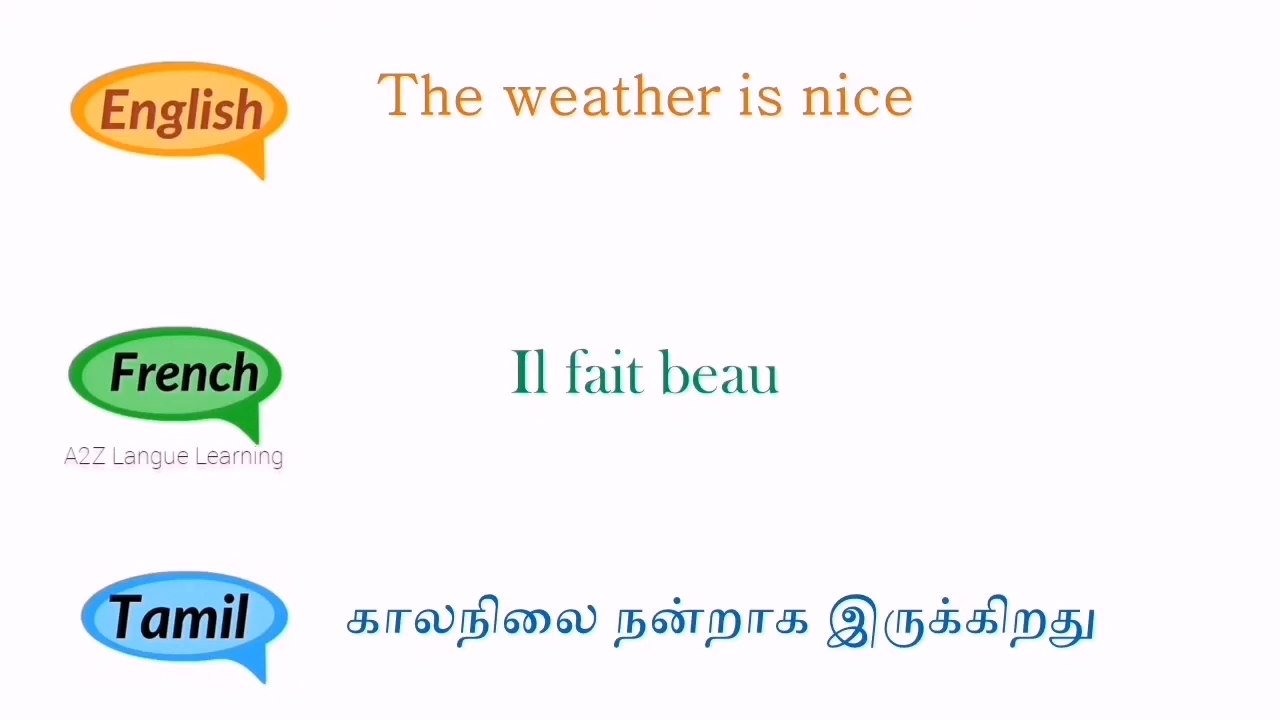 English
The weather is nice
French
Il fait beau
A2Z Langue Learning
Tamil
காலநிலை நன்றாக இருக்கிறது